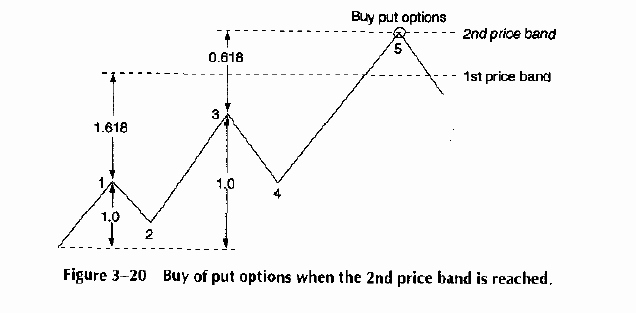 Buy put options
2nd price band
5
0.618
1st price band
3
1.618
1
1.0
4
1.0
2
Figure 3–20 Buy of put options when the 2nd price band is reached.